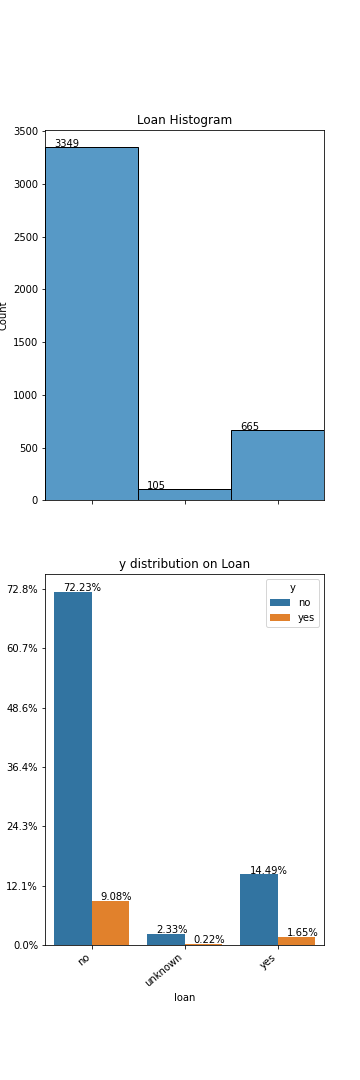 Loan Histogram
3500
3000
2500
2000
1500
1000
500
0
Count
3349
105
665
y distribution on Loan
72.8%
60.7%
48.6%
36.4%
24.3%
12.1%
0.0%
72.23%
9.08%
2.33%
0.22%
14.49%
1.65%
y
no
yes
no
unknown
yes
loan